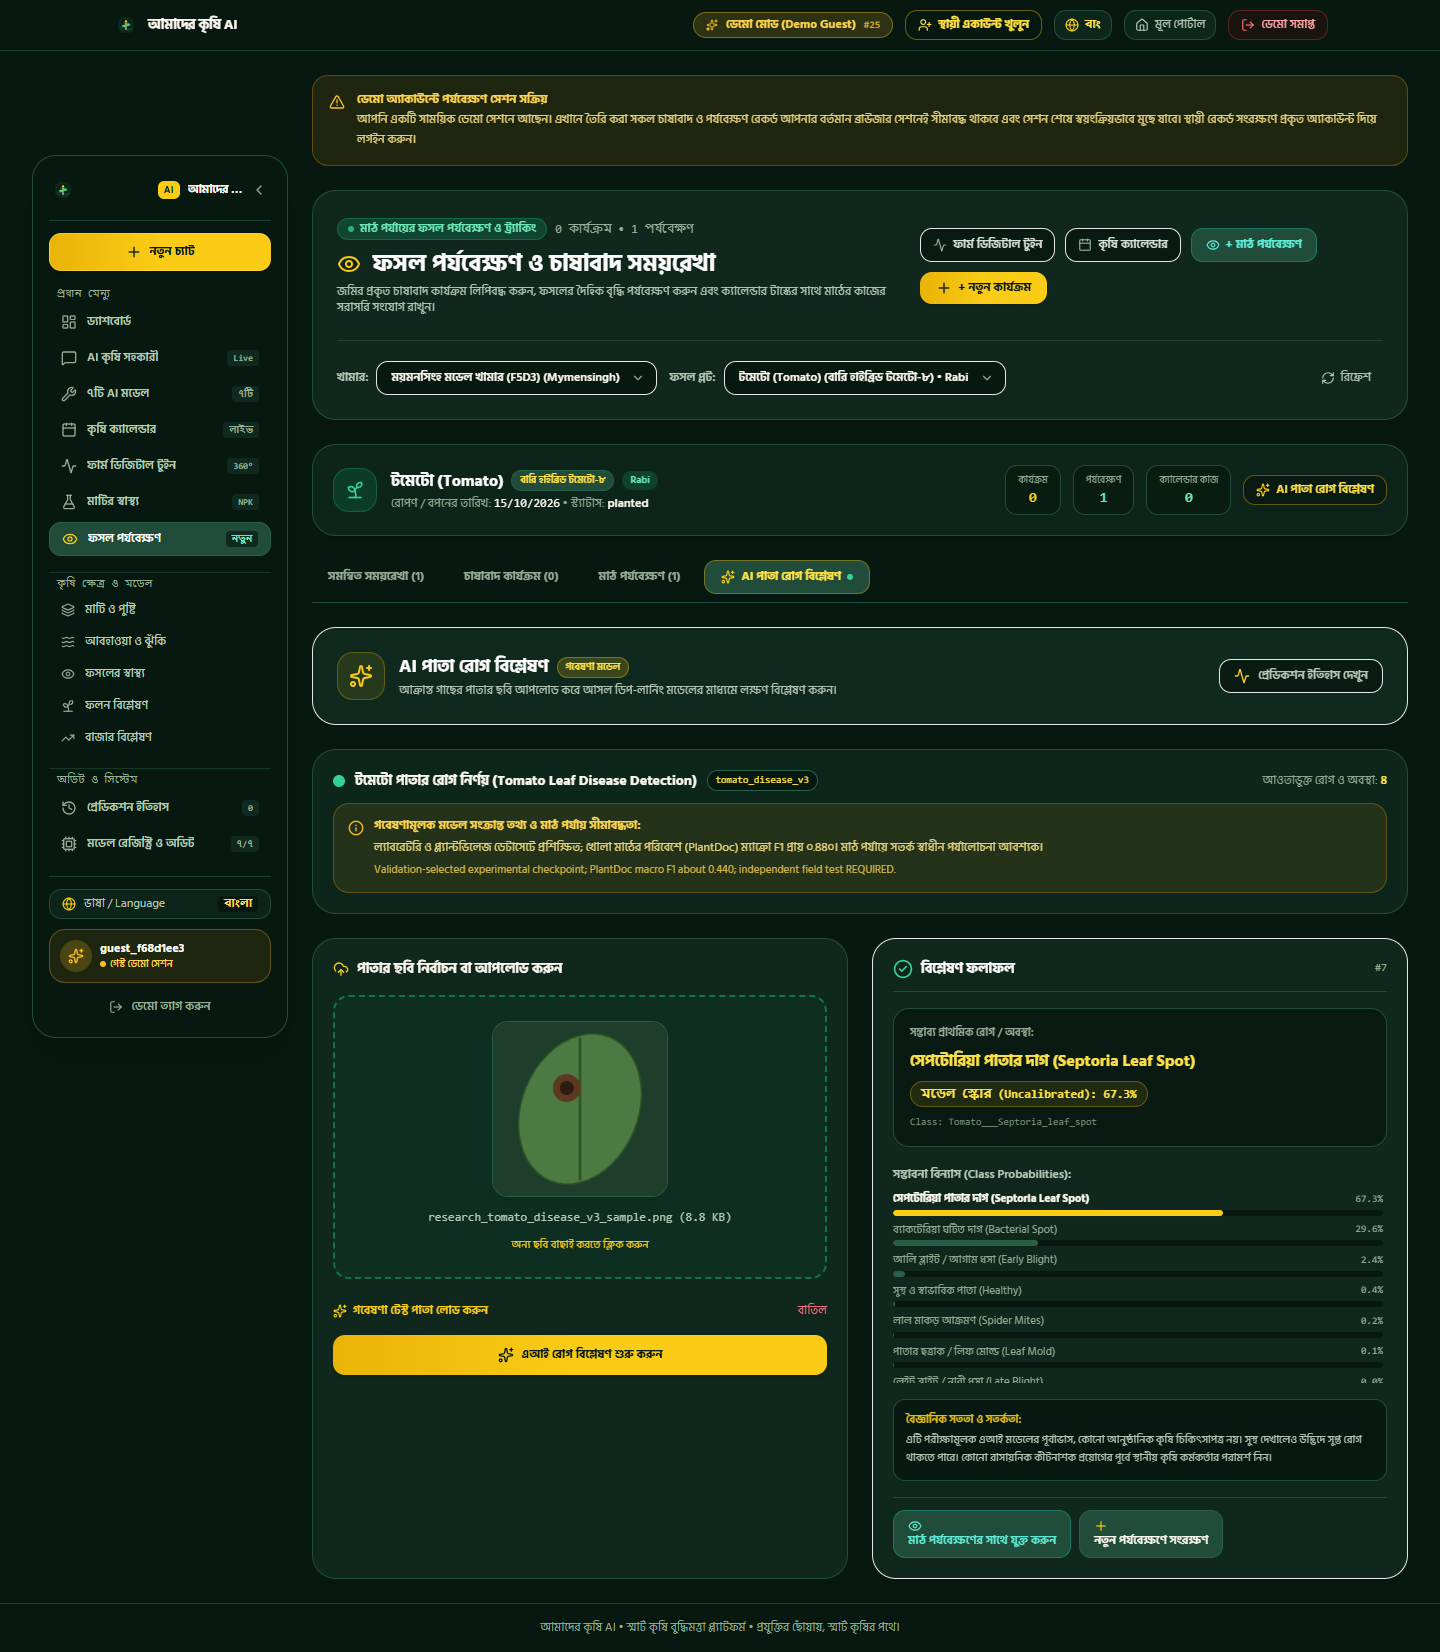 আমাদের কৃষি AI
ডেমো মোড (Demo Guest) #25
স্থায়ী একাউন্ট খুলুন
বাং
মূল পোর্টাল
ডেমো সমাপ্ত
ডেমো অ্যাকাউন্টে পর্যবেক্ষণ সেশন সক্রিয়
আপনি একটি সাময়িক ডেমো সেশনে আছেন। এখানে তৈরি করা সকল চাষাবাদ ও পর্যবেক্ষণ রেকর্ড আপনার বর্তমান ব্রাউজার সেশনেই সীমাবদ্ধ থাকবে এবং সেশন শেষে স্বয়ংক্রিয়ভাবে মুছে যাবে। স্থায়ী রেকর্ড সংরক্ষণে প্রকৃত অ্যাকাউন্ট দিয়ে
লগইন করুন।
AI আমাদের ...
নতুন চ্যাট
প্রধান মেন্যু
ড্যাশবোর্ড
AI কৃষি সহকারী Live
৭টি AI মডেল ৭টি
কৃষি ক্যালেন্ডার লাইভ
ফার্ম ডিজিটাল টুইন 360°
মাটির স্বাস্থ্য NPK
ফসল পর্যবেক্ষণ নতুন
কৃষি ক্ষেত্র ও মডেল
মাটি ও পুষ্টি
আবহাওয়া ও ঝুঁকি
ফসলের স্বাস্থ্য
ফলন বিশ্লেষণ
বাজার বিশ্লেষণ
অডিট ও সিস্টেম
প্রেডিকশন ইতিহাস 0
মডেল রেজিস্ট্রি ও অডিট ৭/৭
ভাষা / Language বাংলা
guest_f68d1ee3
গেস্ট ডেমো সেশন
ডেমো ত্যাগ করুন
মাঠ পর্যায়ের ফসল পর্যবেক্ষণ ও ট্র্যাকিং 0 কার্যক্রম • 1 পর্যবেক্ষণ
ফসল পর্যবেক্ষণ ও চাষাবাদ সময়রেখা
জমির প্রকৃত চাষাবাদ কার্যক্রম লিপিবদ্ধ করুন, ফসলের দৈহিক বৃদ্ধি পর্যবেক্ষণ করুন এবং ক্যালেন্ডার টাস্কের সাথে মাঠের কাজের
সরাসরি সংযোগ রাখুন।
ফার্ম ডিজিটাল টুইন
কৃষি ক্যালেন্ডার
+ মাঠ পর্যবেক্ষণ
+ নতুন কার্যক্রম
খামার: ময়মনসিংহ মডেল খামার (F5D3) (Mymensingh)
ফসল প্লট: টমেটো (Tomato) (বারি হাইব্রিড টমেটো-৮) • Rabi
রিফ্রেশ
টমেটো (Tomato) বারি হাইব্রিড টমেটো-৮ Rabi
রোপণ / বপনের তারিখ: 15/10/2026 • স্ট্যাটাস: planted
কার্যক্রম
0
পর্যবেক্ষণ
1
ক্যালেন্ডার কাজ
0
AI পাতা রোগ বিশ্লেষণ
সমন্বিত সময়রেখা (1)
চাষাবাদ কার্যক্রম (0)
মাঠ পর্যবেক্ষণ (1)
AI পাতা রোগ বিশ্লেষণ
AI পাতা রোগ বিশ্লেষণ গবেষণা মডেল
আক্রান্ত গাছের পাতার ছবি আপলোড করে আসল ডিপ-লার্নিং মডেলের মাধ্যমে লক্ষণ বিশ্লেষণ করুন।
প্রেডিকশন ইতিহাস দেখুন
টমেটো পাতার রোগ নির্ণয় (Tomato Leaf Disease Detection) tomato_disease_v3
আওতাভুক্ত রোগ ও অবস্থা: 8
গবেষণামূলক মডেল সংক্রান্ত তথ্য ও মাঠ পর্যায় সীমাবদ্ধতা:
ল্যাবরেটরি ও প্ল্যান্টভিলেজ ডেটাসেটে প্রশিক্ষিত; খোলা মাঠের পরিবেশে (PlantDoc) ম্যাক্রো F1 প্রায় ০.৪৪০। মাঠ পর্যায়ে সতর্ক স্বাধীন পর্যালোচনা আবশ্যক।
Validation-selected experimental checkpoint; PlantDoc macro F1 about 0.440; independent field test REQUIRED.
পাতার ছবি নির্বাচন বা আপলোড করুন
research_tomato_disease_v3_sample.png (8.8 KB)
অন্য ছবি বাছাই করতে ক্লিক করুন
গবেষণা টেস্ট পাতা লোড করুন
বাতিল
এআই রোগ বিশ্লেষণ শুরু করুন
বিশ্লেষণ ফলাফল #7
সম্ভাব্য প্রাথমিক রোগ / অবস্থা:
সেপটোরিয়া পাতার দাগ (Septoria Leaf Spot)
মডেল স্কোর (Uncalibrated): 67.3%
Class: Tomato___Septoria_leaf_spot
সম্ভাবনা বিন্যাস (Class Probabilities):
সেপটোরিয়া পাতার দাগ (Septoria Leaf Spot) 67.3%
ব্যাকটেরিয়া ঘটিত দাগ (Bacterial Spot) 29.6%
আর্লি ব্লাইট / আগাম ধসা (Early Blight) 2.4%
সুস্থ ও স্বাভাবিক পাতা (Healthy) 0.4%
লাল মাকড় আক্রমণ (Spider Mites) 0.2%
পাতার ছত্রাক / লিফ মোল্ড (Leaf Mold) 0.1%
লেইট ব্লাইট / নাবী ধসা (Late Blight) 0.0%
বৈজ্ঞানিক সততা ও সতর্কতা:
এটি পরীক্ষামূলক এআই মডেলের পূর্বাভাস, কোনো আনুষ্ঠানিক কৃষি চিকিৎসাপত্র নয়। সুস্থ দেখালেও উদ্ভিদে সুপ্ত রোগ
থাকতে পারে। কোনো রাসায়নিক কীটনাশক প্রয়োগের পূর্বে স্থানীয় কৃষি কর্মকর্তার পরামর্শ নিন।
মাঠ পর্যবেক্ষণের সাথে যুক্ত করুন
নতুন পর্যবেক্ষণে সংরক্ষণ
আমাদের কৃষি AI • স্মার্ট কৃষি বুদ্ধিমত্তা প্ল্যাটফর্ম • প্রযুক্তির ছোঁয়ায়, স্মার্ট কৃষির পথে।